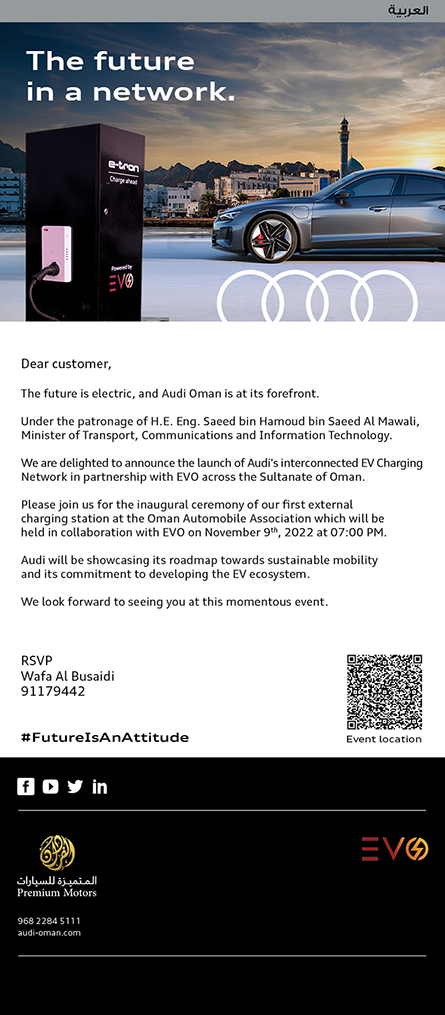 العربية
The future
in a network.
e-tron
Charge ahead
Powered by
EVO
Dear customer,
The future is electric, and Audi Oman is at its forefront.
Under the patronage of H.E. Eng. Saeed bin Hamoud bin Saeed Al Mawali,
Minister of Transport, Communications and Information Technology.
We are delighted to announce the launch of Audi's interconnected EV Charging
Network in partnership with EVO across the Sultanate of Oman.
Please join us for the inaugural ceremony of our first external
charging station at the Oman Automobile Association which will be
held in collaboration with EVO on November 9th, 2022 at 07:00 PM.
Audi will be showcasing its roadmap towards sustainable mobility
and its commitment to developing the EV ecosystem.
We look forward to seeing you at this momentous event.
RSVP
Wafa Al Busaidi
91179442
#FutureIsAnAttitude
Event location
EVO
المتميزة للسيارات
Premium Motors
968 2284 5111
audi-oman.com